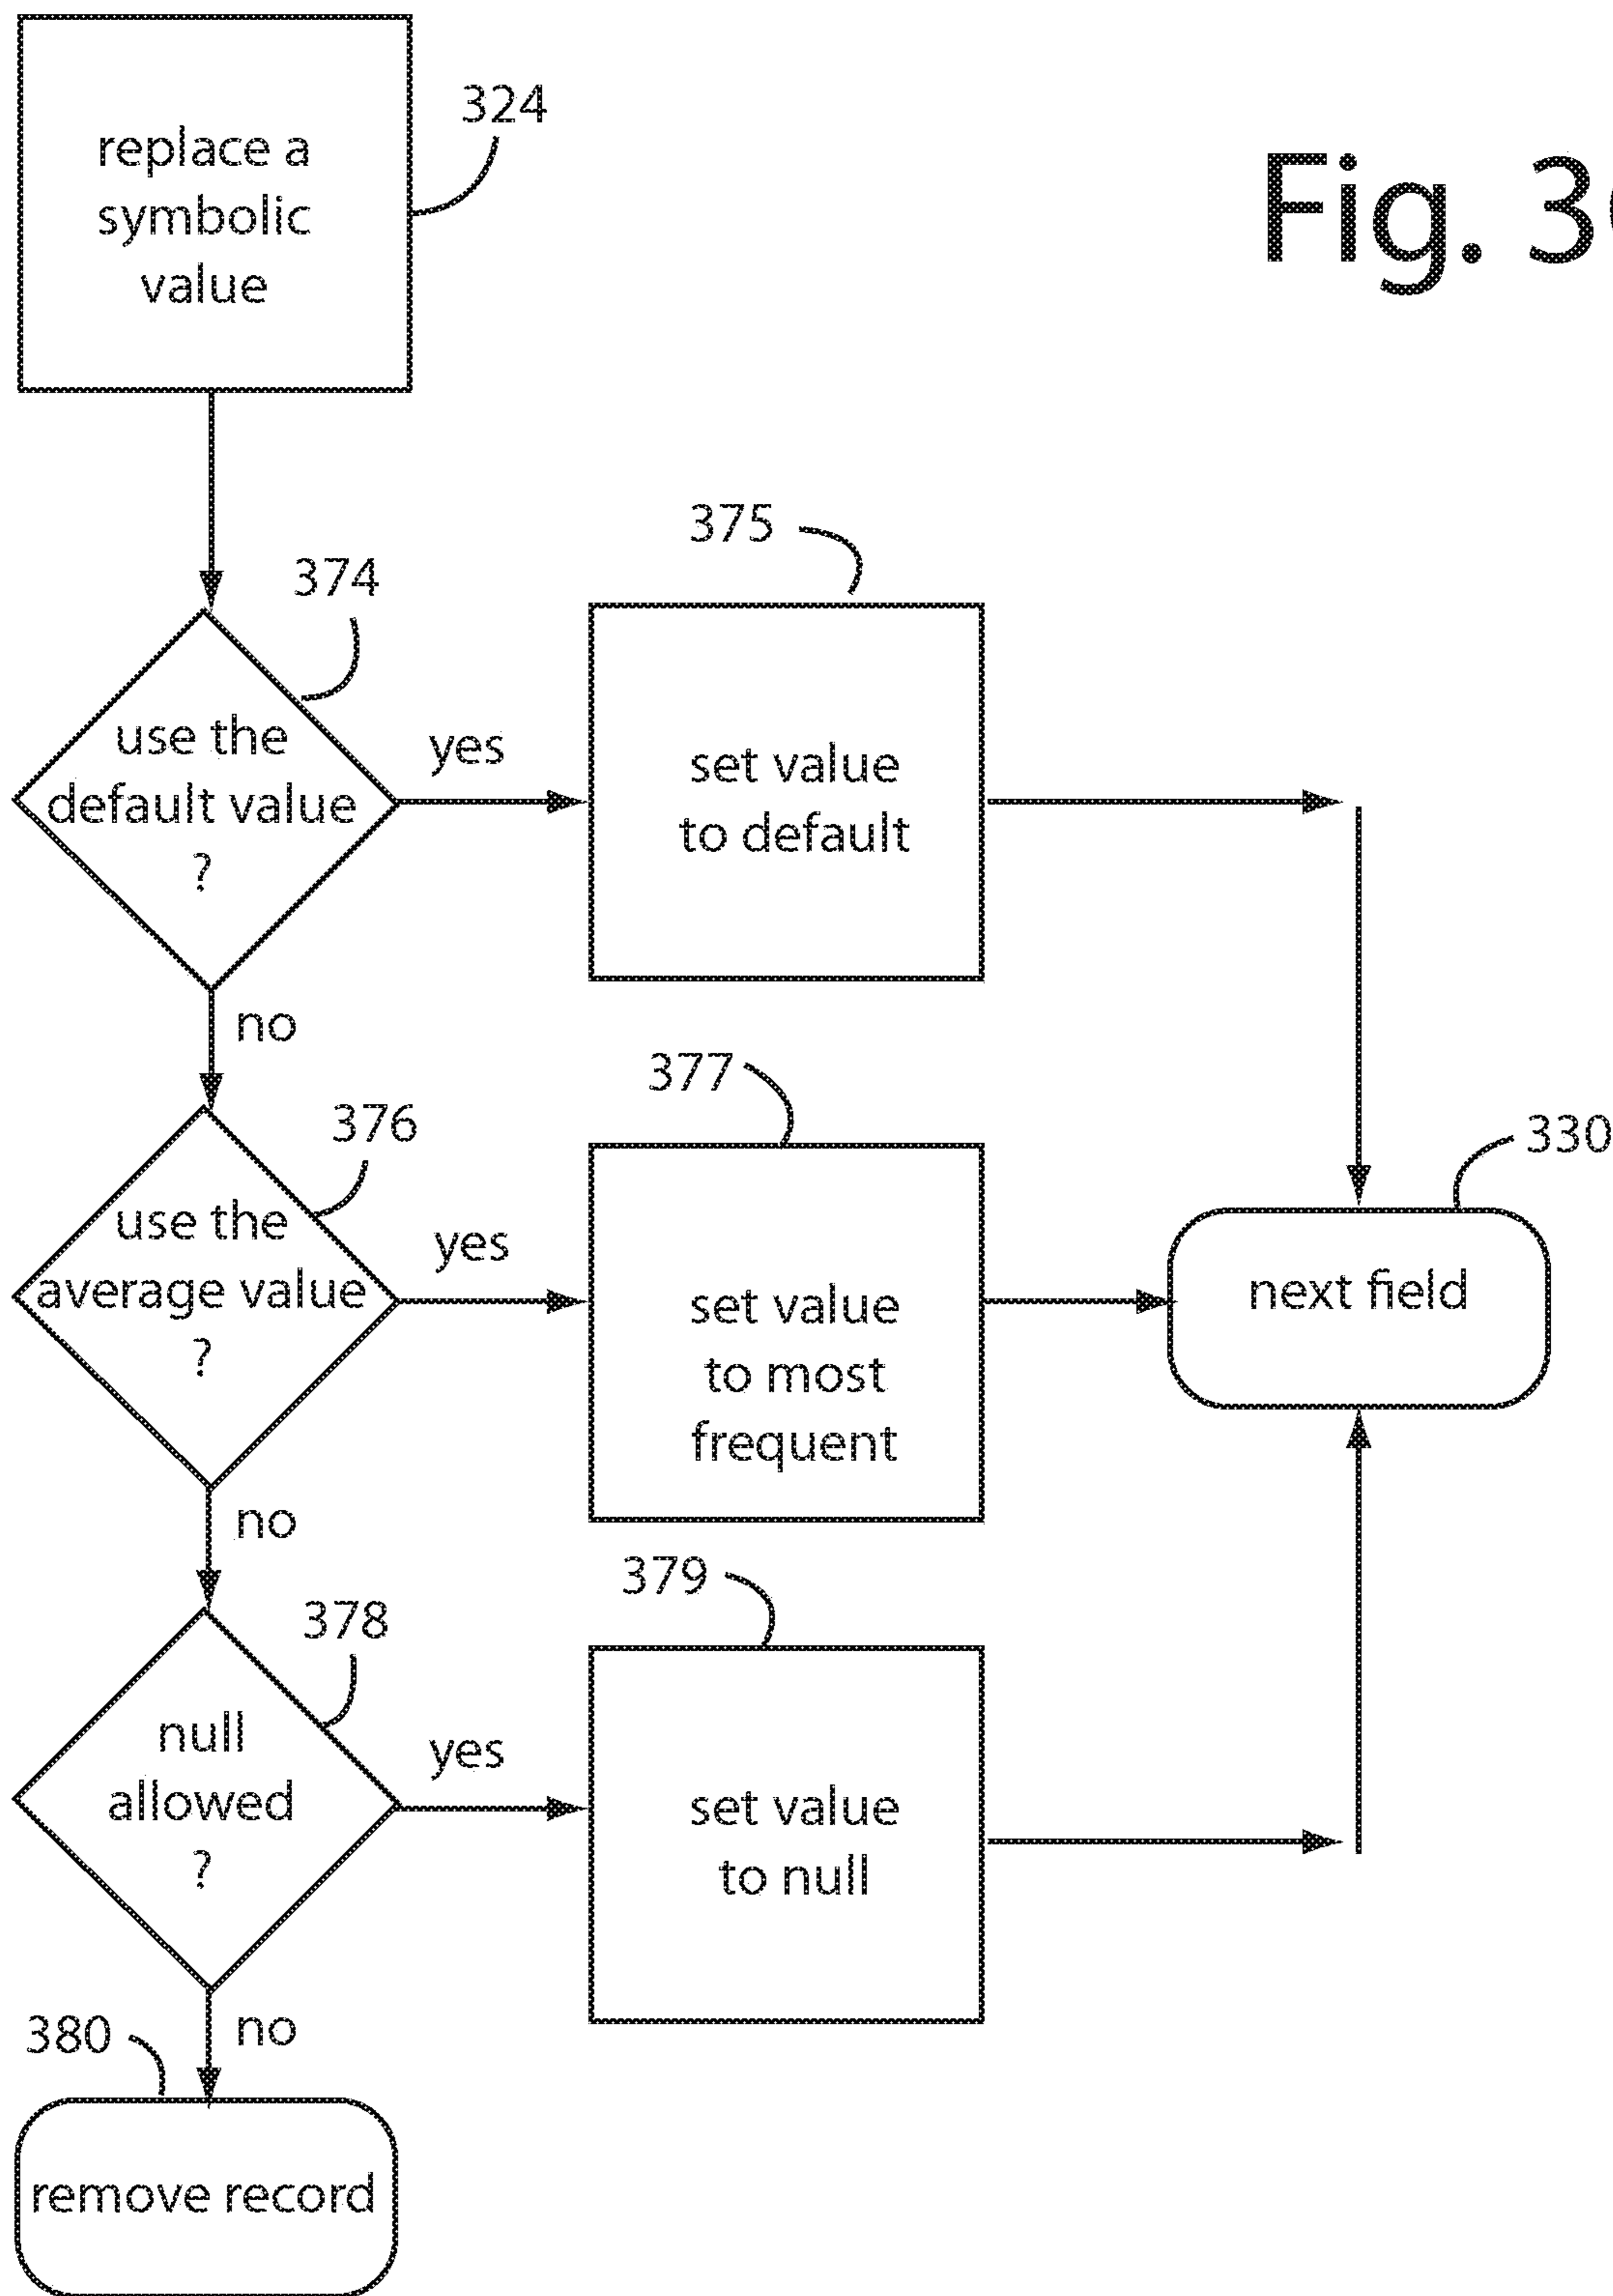 replace a
symbolic
value
324
Fig. 3
374
375
use the
default value
?
yes
set value
to default
no
376
377
use the
average value
?
yes
set value
to most
frequent
330
next field
no
378
379
null
allowed
?
yes
set value
to null
no
380
remove record